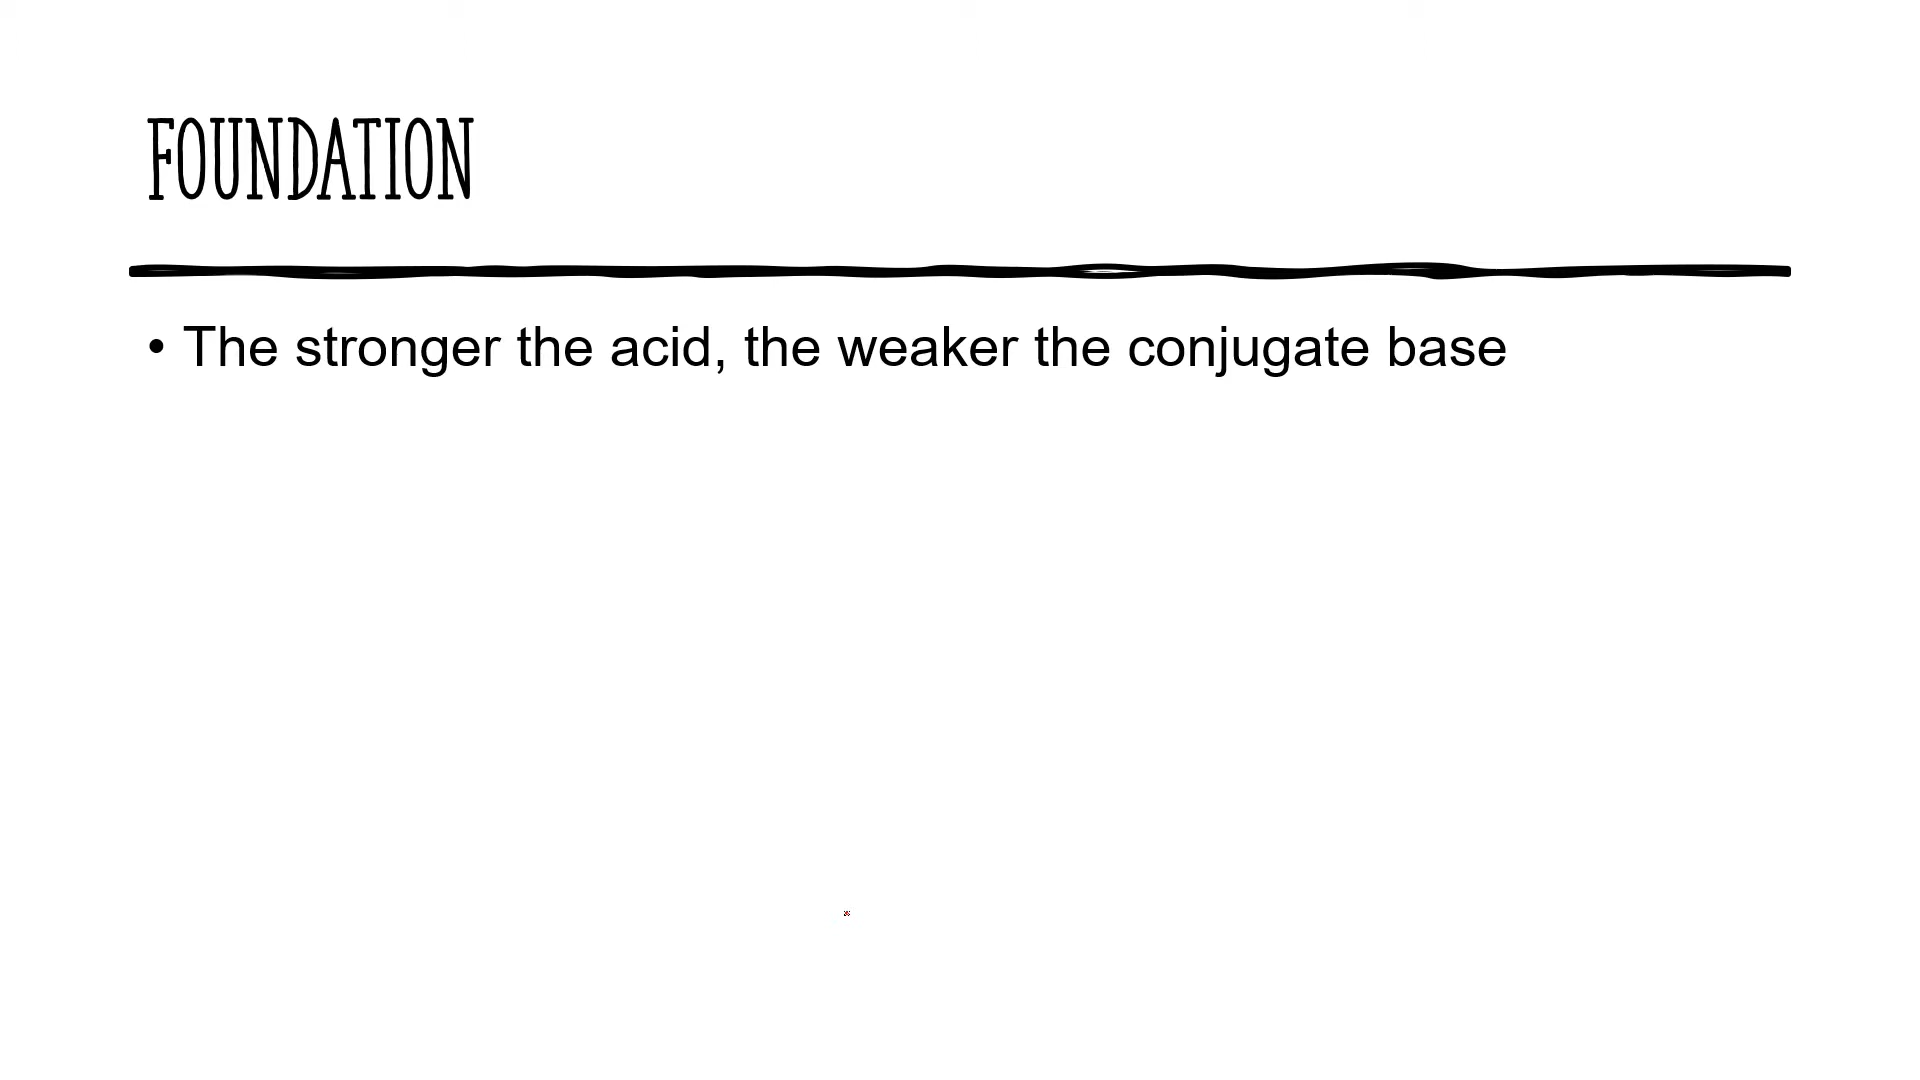 FOUNDATION
• The stronger the acid, the weaker the conjugate base